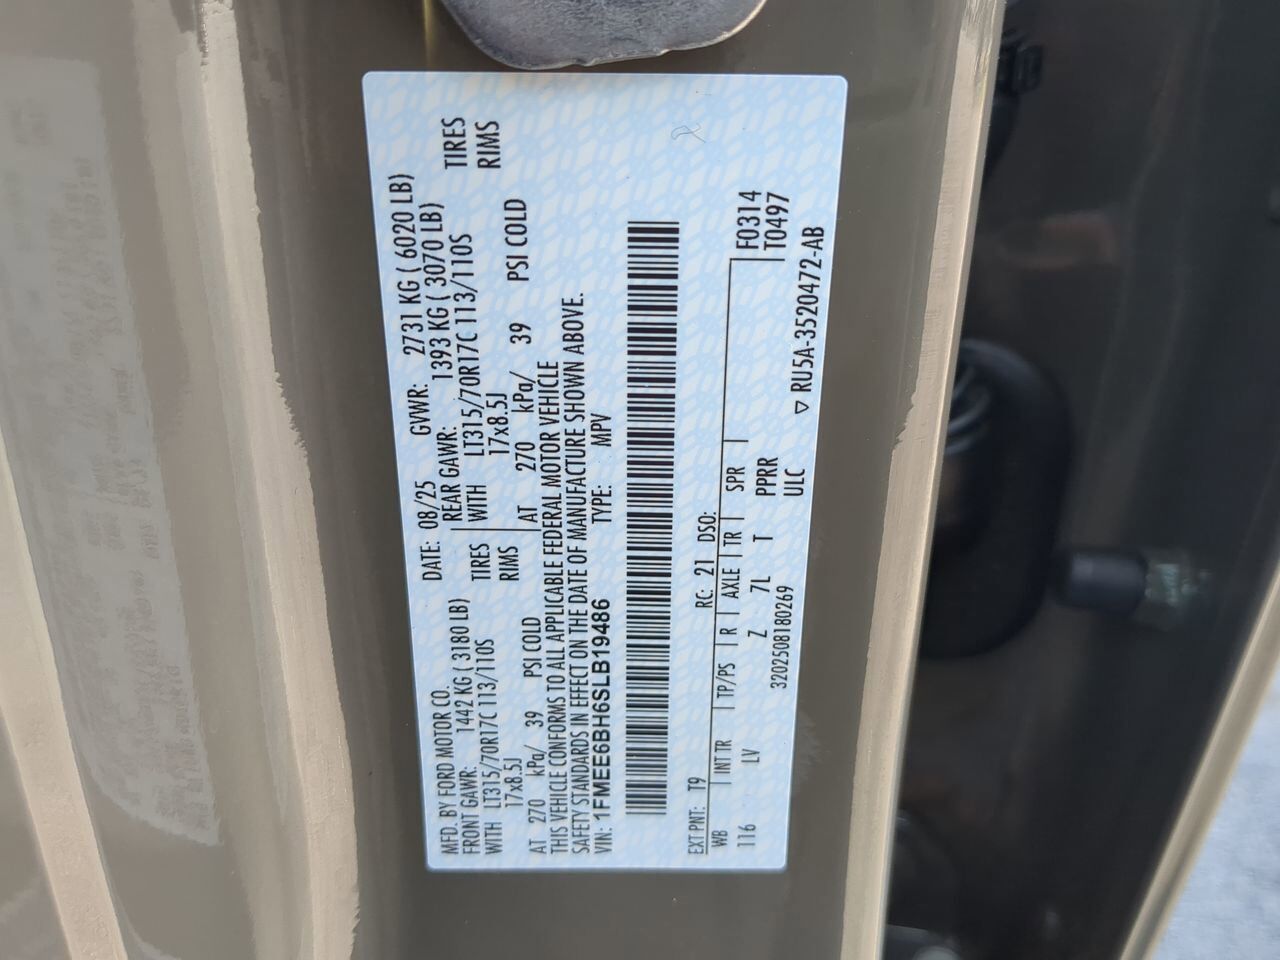 MFD. BY FORD MOTOR CO.
DATE: 08/25 GVWR: 2731 KG ( 6020 LB)
FRONT GAWR: 1442 KG ( 3180 LB) REAR GAWR: 1393 KG ( 3070 LB)
WITH LT315/70R17C 113/110S TIRES WITH LT315/70R17C 113/110S TIRES
17x8.5J RIMS 17x8.5J RIMS
AT 270 kPa/ 39 PSI COLD AT 270 kPa/ 39 PSI COLD
THIS VEHICLE CONFORMS TO ALL APPLICABLE FEDERAL MOTOR VEHICLE
SAFETY STANDARDS IN EFFECT ON THE DATE OF MANUFACTURE SHOWN ABOVE.
VIN: 1FMEE6BH6SLB19486 TYPE: MPV
EXT PNT: T9 RC: 21 DSO:
WB INT TR TP/PS R AXLE TR SPR F0314
116 LV Z 7L T PPRR T0497
3202508180269 ULC
▽ RU5A-3520472-AB